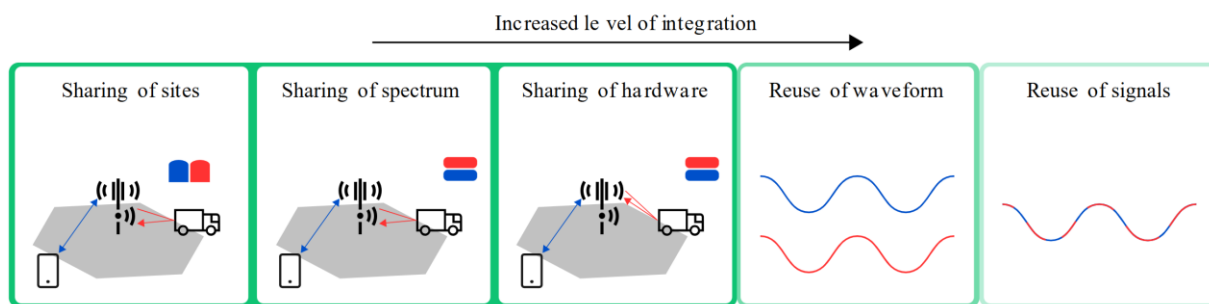 Increased le vel of integration
Sharing of sites
Sharing of spectrum
Sharing of hardware
Reuse of waveform
Reuse of signals